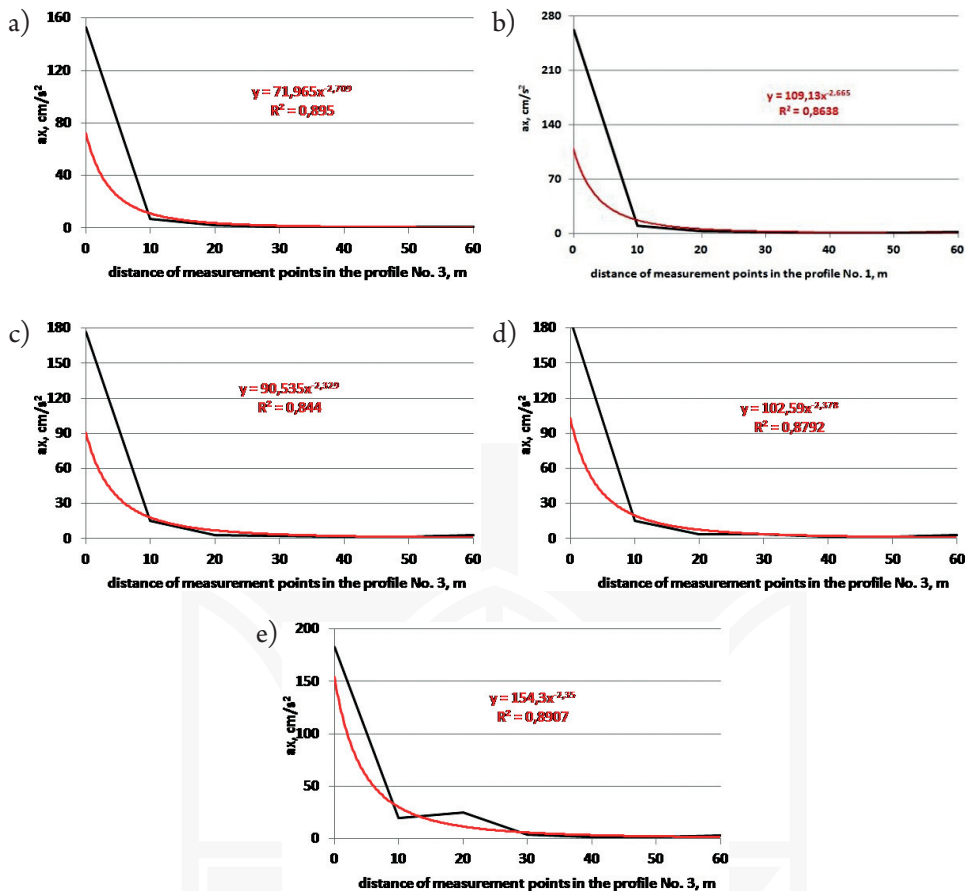 a)
160
120
80
40
0
ax, cm/s²
y = 71,965x^-2,709
R² = 0,895
0 10 20 30 40 50 60
distance of measurement points in the profile No. 3, m
b)
280
210
140
70
0
ax, cm/s²
y = 109,13x^-2.665
R² = 0,8638
0 10 20 30 40 50 60
distance of measurement points in the profile No. 1, m
c)
180
150
120
90
60
30
0
ax, cm/s²
y = 90,535x^-2,329
R² = 0,844
0 10 20 30 40 50 60
distance of measurement points in the profile No. 3, m
d)
180
150
120
90
60
30
0
ax, cm/s²
y = 102,59x^-2,378
R² = 0,8792
0 10 20 30 40 50 60
distance of measurement points in the profile No. 3, m
e)
200
150
100
50
0
ax, cm/s²
y = 154,3x^-2,35
R² = 0,8907
0 10 20 30 40 50 60
distance of measurement points in the profile No. 3, m